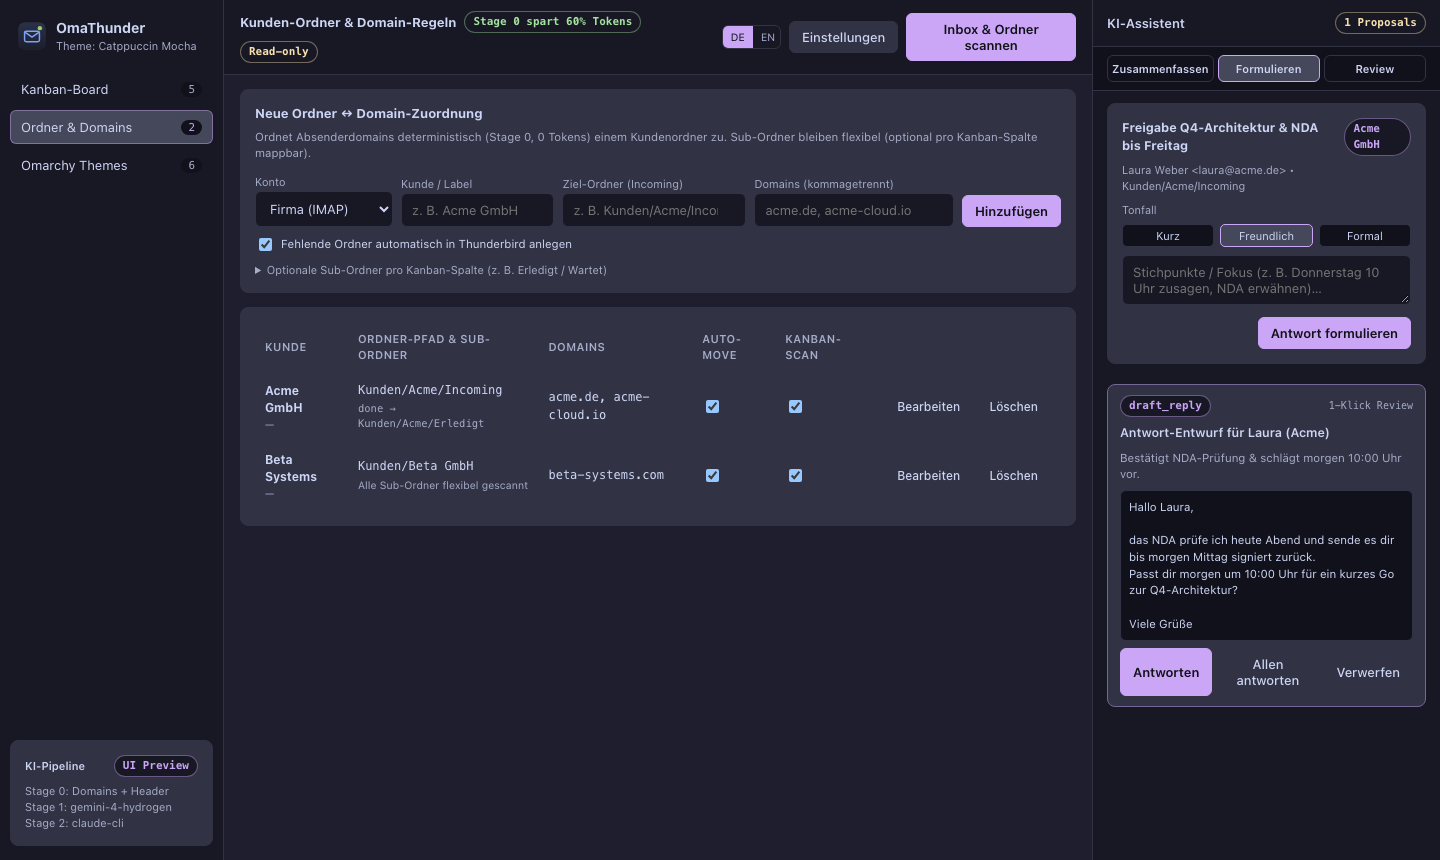 OmaThunder
Theme: Catppuccin Mocha
Kanban-Board 5
Ordner & Domains 2
Omarchy Themes 6
KI-Pipeline UI Preview
Stage 0: Domains + Header
Stage 1: gemini-4-hydrogen
Stage 2: claude-cli
Kunden-Ordner & Domain-Regeln Stage 0 spart 60% Tokens
Read-only
DE EN
Einstellungen
Inbox & Ordner
scannen
Neue Ordner ↔ Domain-Zuordnung
Ordnet Absenderdomains deterministisch (Stage 0, 0 Tokens) einem Kundenordner zu. Sub-Ordner bleiben flexibel (optional pro Kanban-Spalte
mappbar).
Konto Kunde / Label Ziel-Ordner (Incoming) Domains (kommagetrennt)
Firma (IMAP) z. B. Acme GmbH z. B. Kunden/Acme/Inco acme.de, acme-cloud.io Hinzufügen
Fehlende Ordner automatisch in Thunderbird anlegen
▶ Optionale Sub-Ordner pro Kanban-Spalte (z. B. Erledigt / Wartet)
KUNDE ORDNER-PFAD & SUB-
ORDNER DOMAINS AUTO-
MOVE KANBAN-
SCAN
Acme
GmbH
—
Kunden/Acme/Incoming
done →
Kunden/Acme/Erledigt
acme.de, acme-
cloud.io
Bearbeiten Löschen
Beta
Systems
—
Kunden/Beta GmbH
Alle Sub-Ordner flexibel gescannt
beta-systems.com
Bearbeiten Löschen
KI-Assistent 1 Proposals
Zusammenfassen Formulieren Review
Freigabe Q4-Architektur & NDA
bis Freitag
Acme
GmbH
Laura Weber <laura@acme.de> •
Kunden/Acme/Incoming
Tonfall
Kurz Freundlich Formal
Stichpunkte / Fokus (z. B. Donnerstag 10
Uhr zusagen, NDA erwähnen)…
Antwort formulieren
draft_reply 1-Klick Review
Antwort-Entwurf für Laura (Acme)
Bestätigt NDA-Prüfung & schlägt morgen 10:00 Uhr
vor.
Hallo Laura,
das NDA prüfe ich heute Abend und sende es dir
bis morgen Mittag signiert zurück.
Passt dir morgen um 10:00 Uhr für ein kurzes Go
zur Q4-Architektur?
Viele Grüße
Antworten
Allen
antworten
Verwerfen